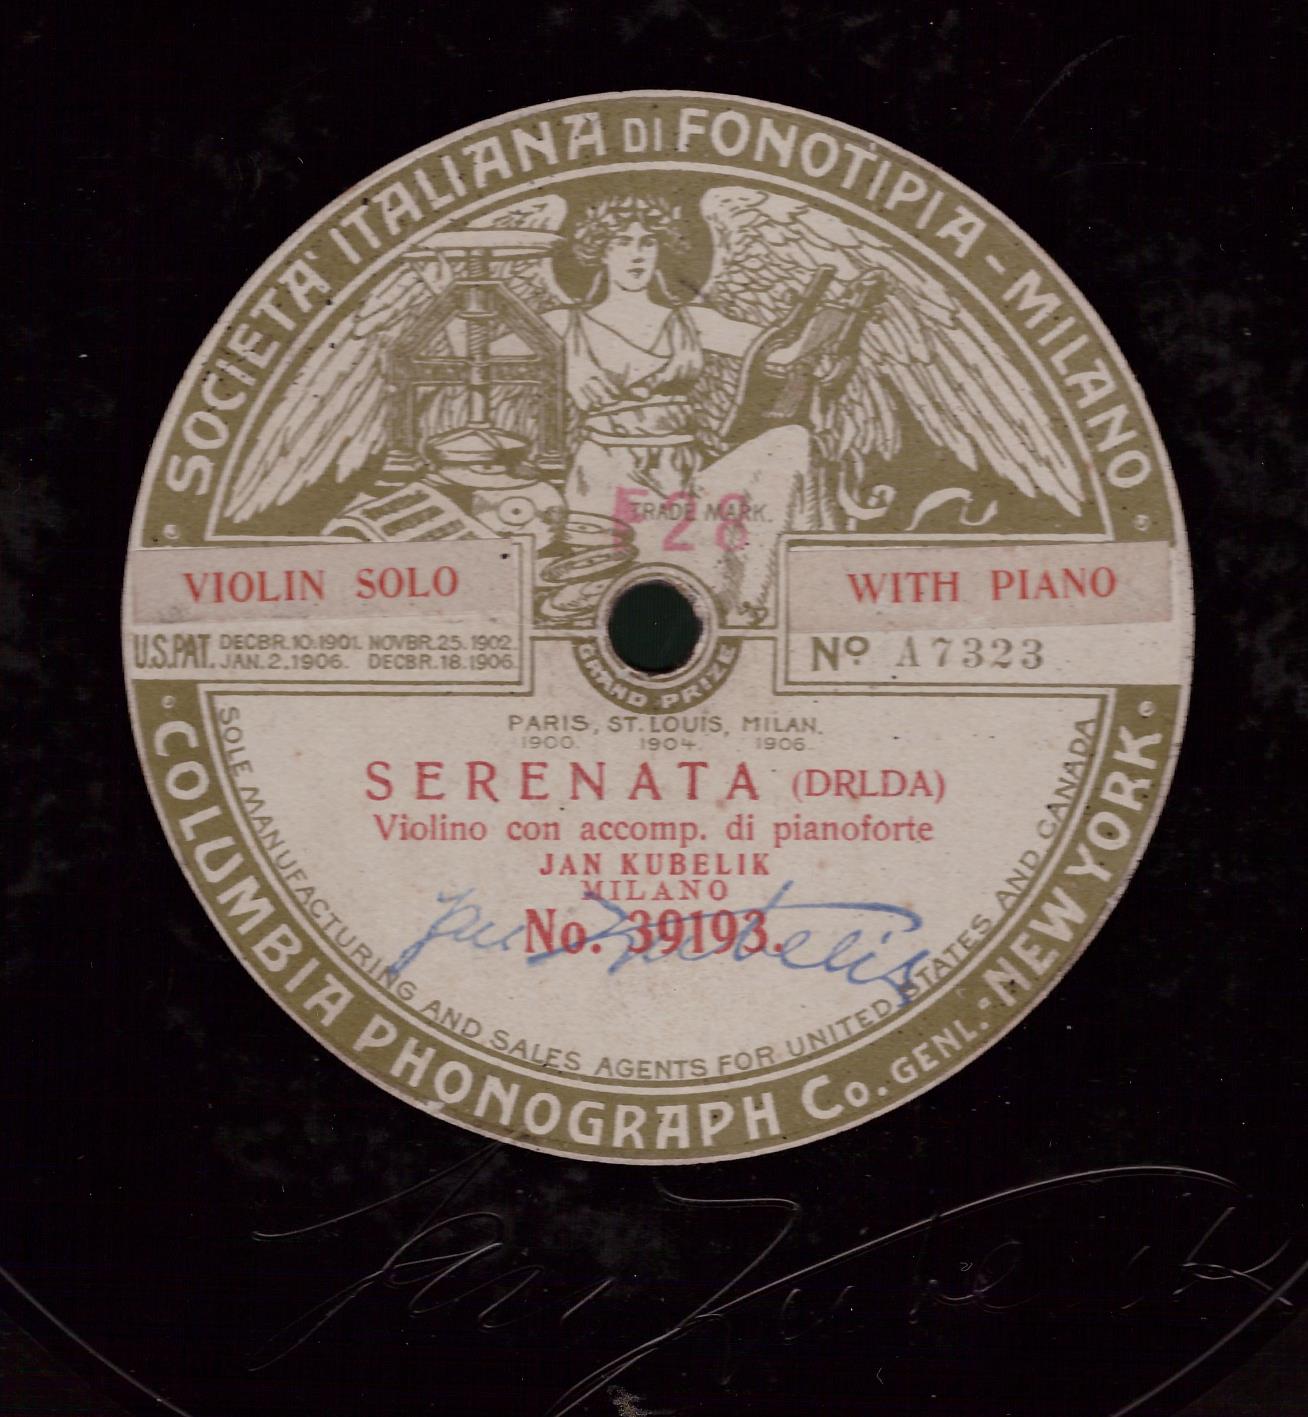 SOCIETA' ITALIANA DI FONOTIPIA - MILANO
F28
TRADE MARK.
VIOLIN SOLO
WITH PIANO
U.S.PAT. DECBR.10.1901. NOVBR.25.1902.
JAN.2.1906. DECBR.18.1906.
No A7323
GRAND PRIZE
PARIS, ST.LOUIS, MILAN.
1900. 1904. 1906.
SERENATA (DRLDA)
Violino con accomp. di pianoforte
JAN KUBELIK
MILANO
No. 39193.
Jan Kubelik
SOLE MANUFACTURING AND SALES AGENTS FOR UNITED STATES AND CANADA
COLUMBIA PHONOGRAPH Co. GENL. - NEW YORK
Jan Kubelik